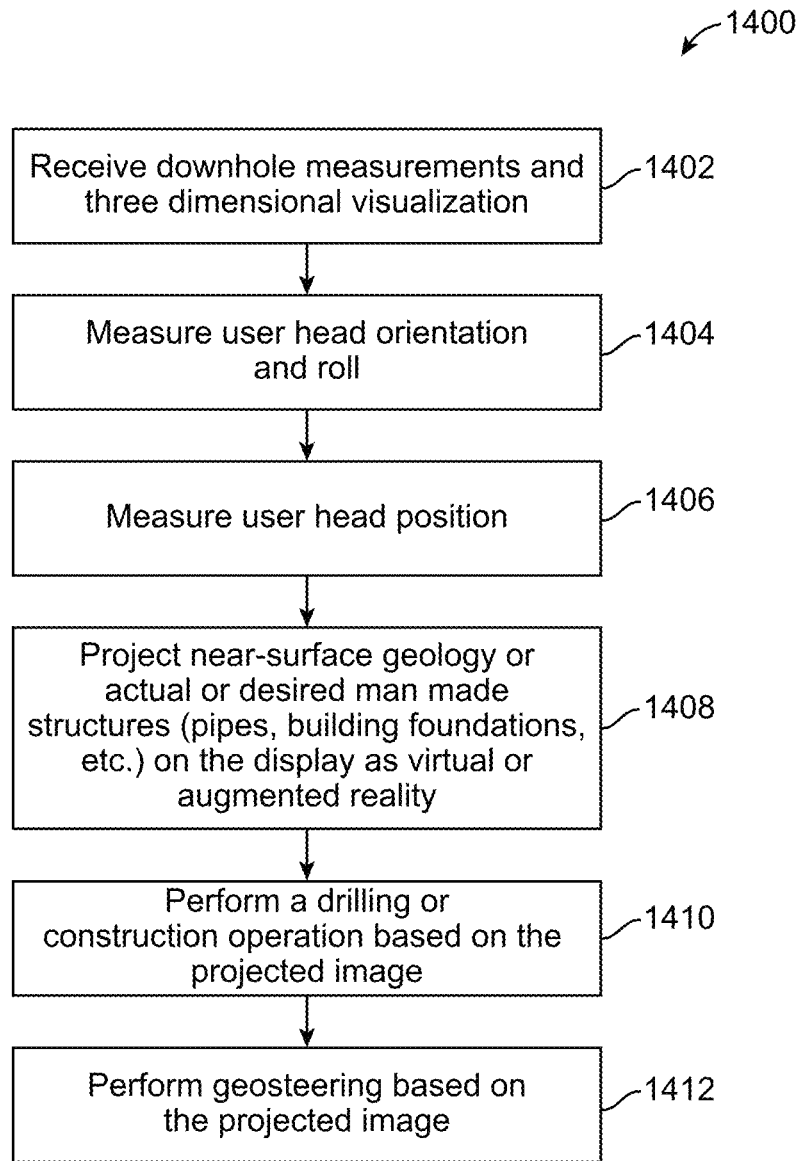 1400
Receive downhole measurements and
three dimensional visualization
1402
Measure user head orientation
and roll
1404
Measure user head position
1406
Project near-surface geology or
actual or desired man made
structures (pipes, building foundations,
etc.) on the display as virtual or
augmented reality
1408
Perform a drilling or
construction operation based on the
projected image
1410
Perform geosteering based on
the projected image
1412